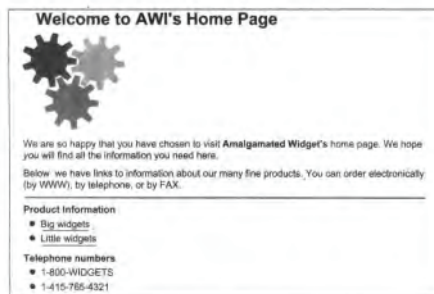 Welcome to AWI's Home Page
We are so happy that you have chosen to visit Amalgamated Widget's home page. We hope
you will find all the information you need here.
Below we have links to information about our many fine products. You can order electronically
(by WWW), by telephone, or by FAX.
Product Information
Big widgets
Little widgets
Telephone numbers
1-800-WIDGETS
1-415-765-4321